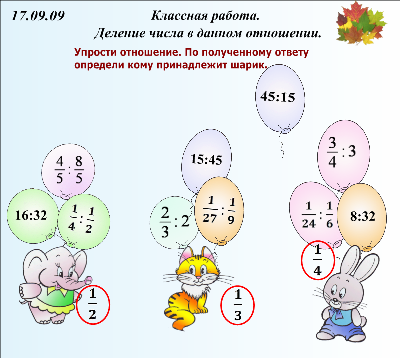 17.09.09 Классная работа.
Деление числа в данном отношении.
Упрости отношение. По полученному ответу
определи кому принадлежит шарик.
45:15
4/5 : 8/5
15:45
3/4 : 3
16:32
1/4 : 1/2
2/3 : 2
1/27 : 1/9
1/24 : 1/6
8:32
1/2
1/3
1/4